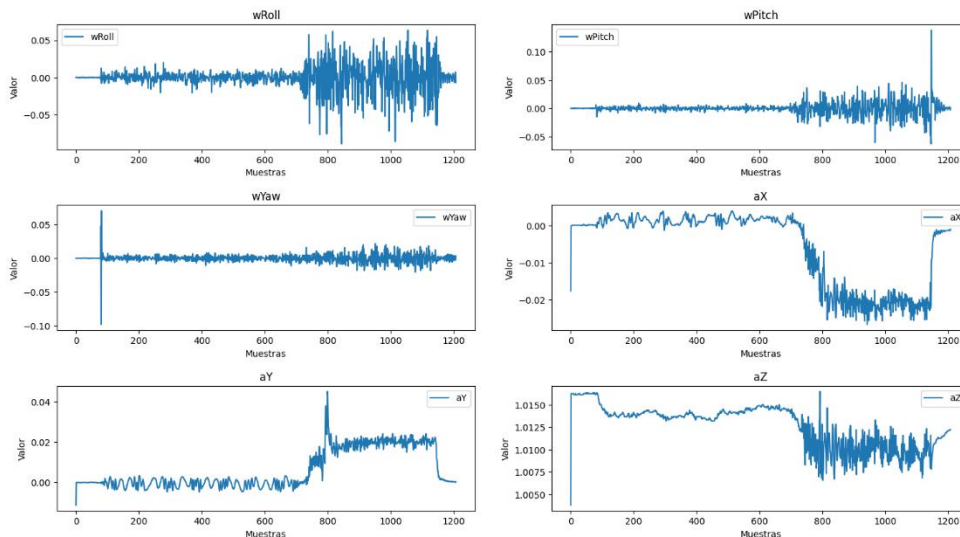 wRoll
wRoll
Valor
0.05
0.00
−0.05
0 200 400 600 800 1000 1200
Muestras
wPitch
wPitch
Valor
0.10
0.05
0.00
−0.05
0 200 400 600 800 1000 1200
Muestras
wYaw
wYaw
Valor
0.05
0.00
−0.05
−0.10
0 200 400 600 800 1000 1200
Muestras
aX
aX
Valor
0.00
−0.01
−0.02
0 200 400 600 800 1000 1200
Muestras
aY
aY
Valor
0.04
0.02
0.00
0 200 400 600 800 1000 1200
Muestras
aZ
aZ
Valor
1.0150
1.0125
1.0100
1.0075
1.0050
0 200 400 600 800 1000 1200
Muestras